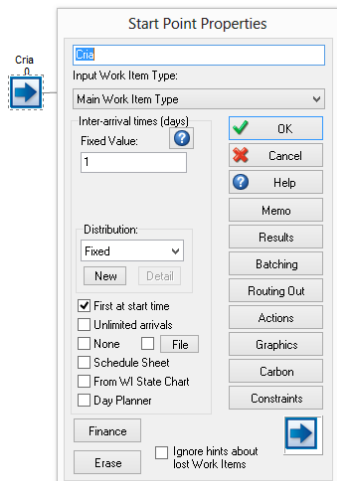 Start Point Properties
Cria
0
Cria
Input Work Item Type:
Main Work Item Type
Inter-arrival times (days)
Fixed Value:
1
Distribution:
Fixed
New Detail
First at start time
Unlimited arrivals
None File
Schedule Sheet
From WI State Chart
Day Planner
Finance
Erase
Ignore hints about
lost Work Items
OK
Cancel
Help
Memo
Results
Batching
Routing Out
Actions
Graphics
Carbon
Constraints